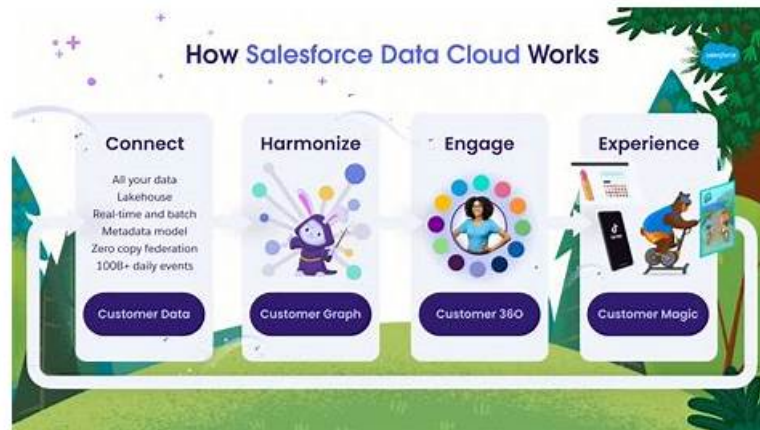 How Salesforce Data Cloud Works
salesforce
Connect
All your data
Lakehouse
Real-time and batch
Metadata model
Zero copy federation
100B+ daily events
Customer Data
Harmonize
Customer Graph
Engage
Customer 360
Experience
Customer Magic